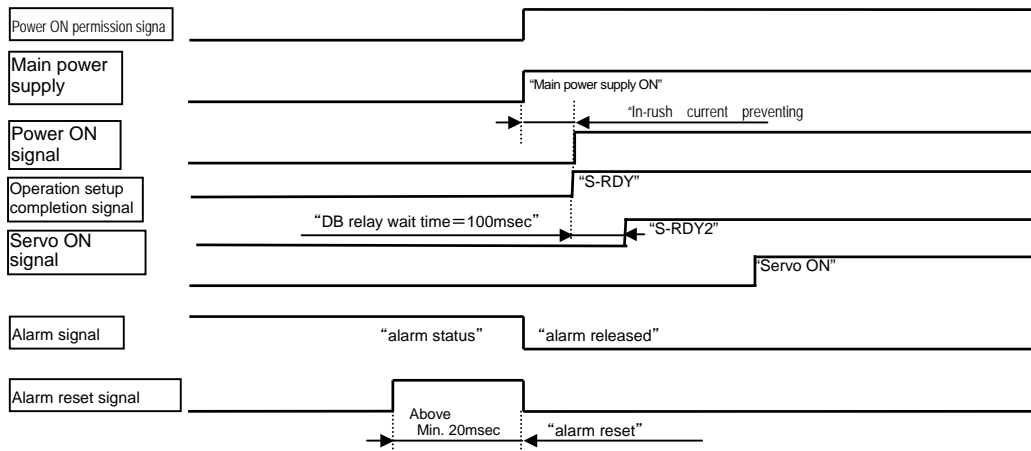 Power ON permission signa
Main power
supply
"Main power supply ON"
"In-rush current preventing
Power ON
signal
Operation setup
completion signal
"S-RDY"
"DB relay wait time＝100msec"
"S-RDY2"
Servo ON
signal
"Servo ON"
Alarm signal
"alarm status"
"alarm released"
Alarm reset signal
Above
Min. 20msec
"alarm reset"